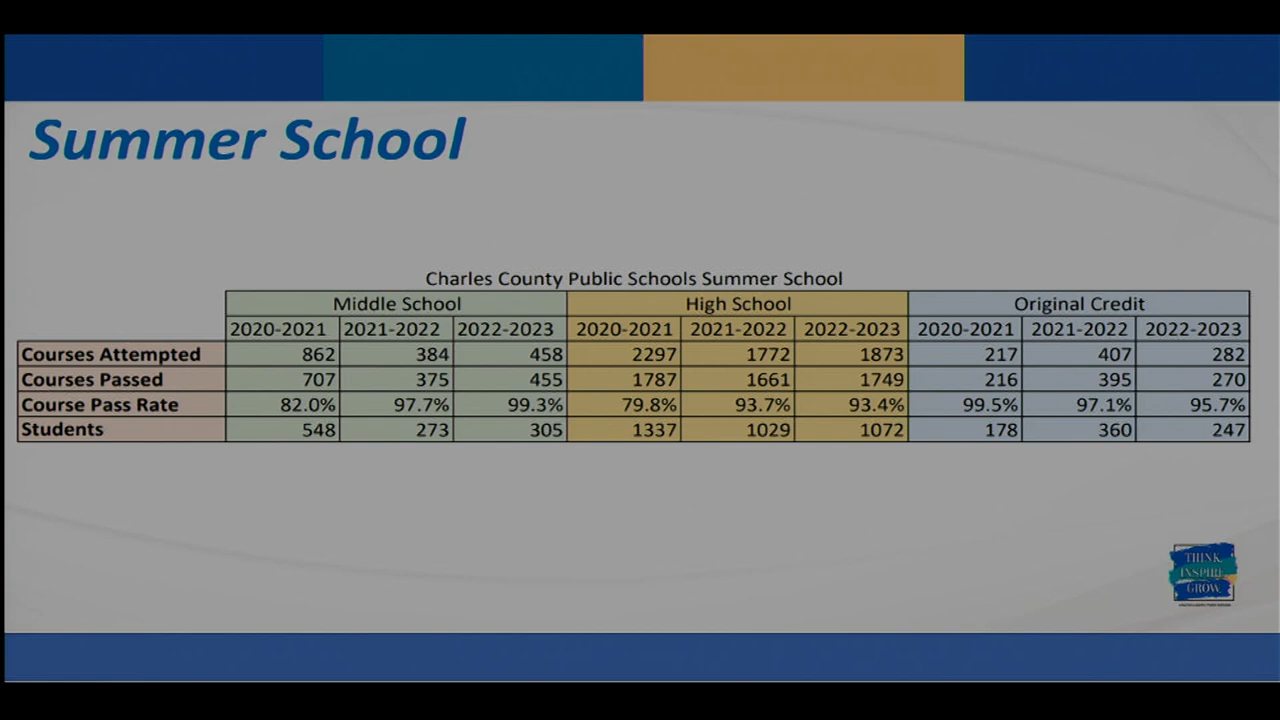 Summer School
Charles County Public Schools Summer School
Middle School High School Original Credit
2020-2021 2021-2022 2022-2023 2020-2021 2021-2022 2022-2023 2020-2021 2021-2022 2022-2023
Courses Attempted 862 384 458 2297 1772 1873 217 407 282
Courses Passed 707 375 455 1787 1661 1749 216 395 270
Course Pass Rate 82.0% 97.7% 99.3% 79.8% 93.7% 93.4% 99.5% 97.1% 95.7%
Students 548 273 305 1337 1029 1072 178 360 247
THINK
INSPIRE
GROW